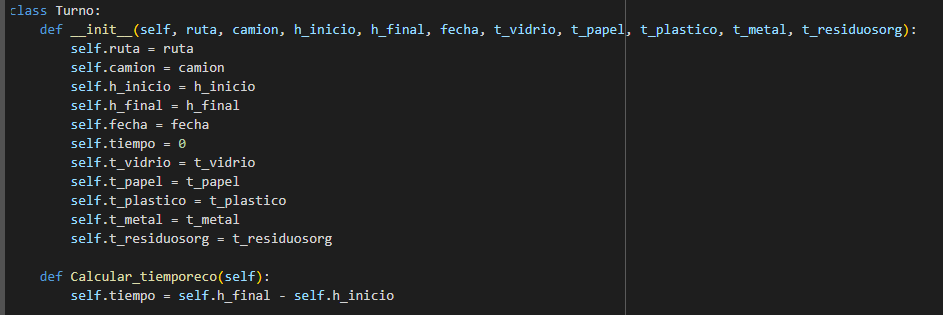 class Turno:
    def __init__(self, ruta, camion, h_inicio, h_final, fecha, t_vidrio, t_papel, t_plastico, t_metal, t_residuosorg):
        self.ruta = ruta
        self.camion = camion
        self.h_inicio = h_inicio
        self.h_final = h_final
        self.fecha = fecha
        self.tiempo = 0
        self.t_vidrio = t_vidrio
        self.t_papel = t_papel
        self.t_plastico = t_plastico
        self.t_metal = t_metal
        self.t_residuosorg = t_residuosorg

    def Calcular_tiemporeco(self):
        self.tiempo = self.h_final - self.h_inicio